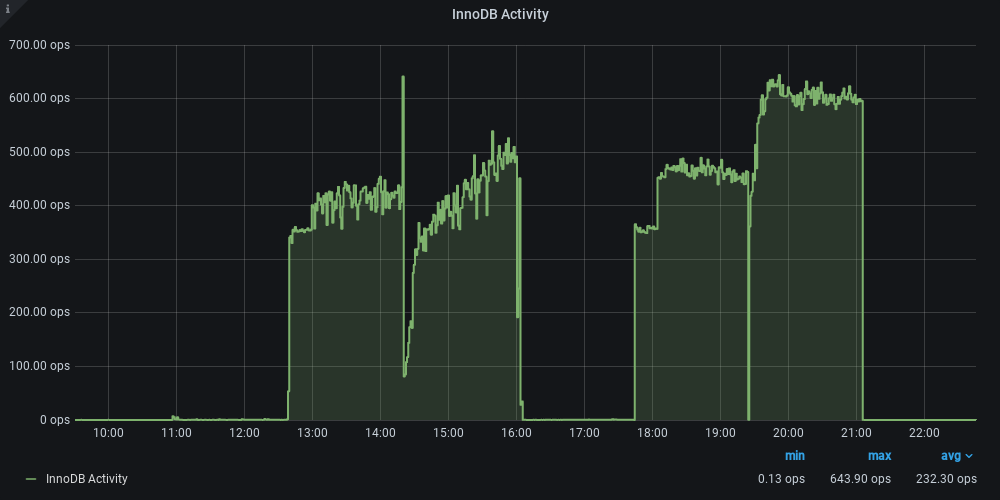 i
InnoDB Activity
700.00 ops
600.00 ops
500.00 ops
400.00 ops
300.00 ops
200.00 ops
100.00 ops
0 ops
10:00 11:00 12:00 13:00 14:00 15:00 16:00 17:00 18:00 19:00 20:00 21:00 22:00
min max avg
InnoDB Activity 0.13 ops 643.90 ops 232.30 ops